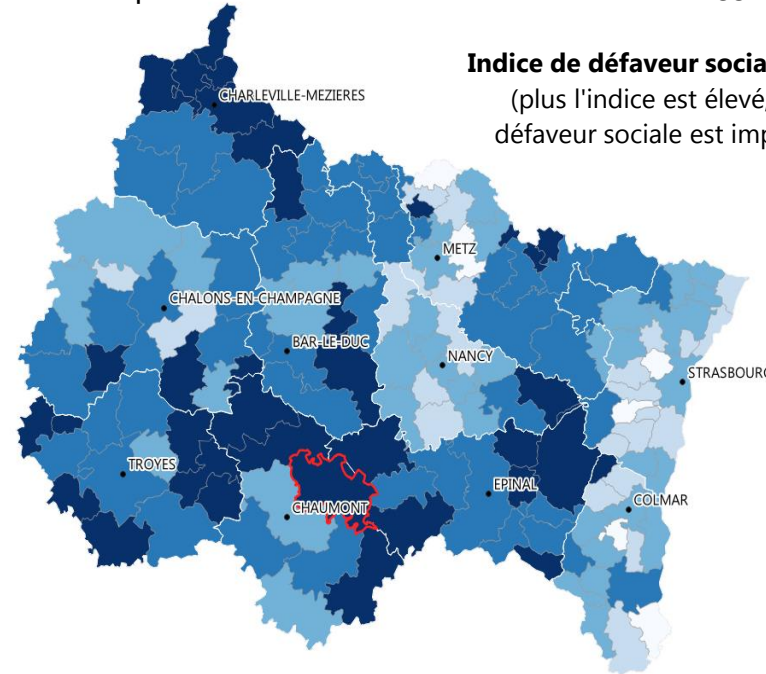 Indice de défaveur socia
(plus l'indice est élevé,
défaveur sociale est imp
CHARLEVILLE-MEZIERES
METZ
CHALONS-EN-CHAMPAGNE
BAR-LE-DUC
NANCY
STRASBOURG
TROYES
EPINAL
CHAUMONT
COLMAR